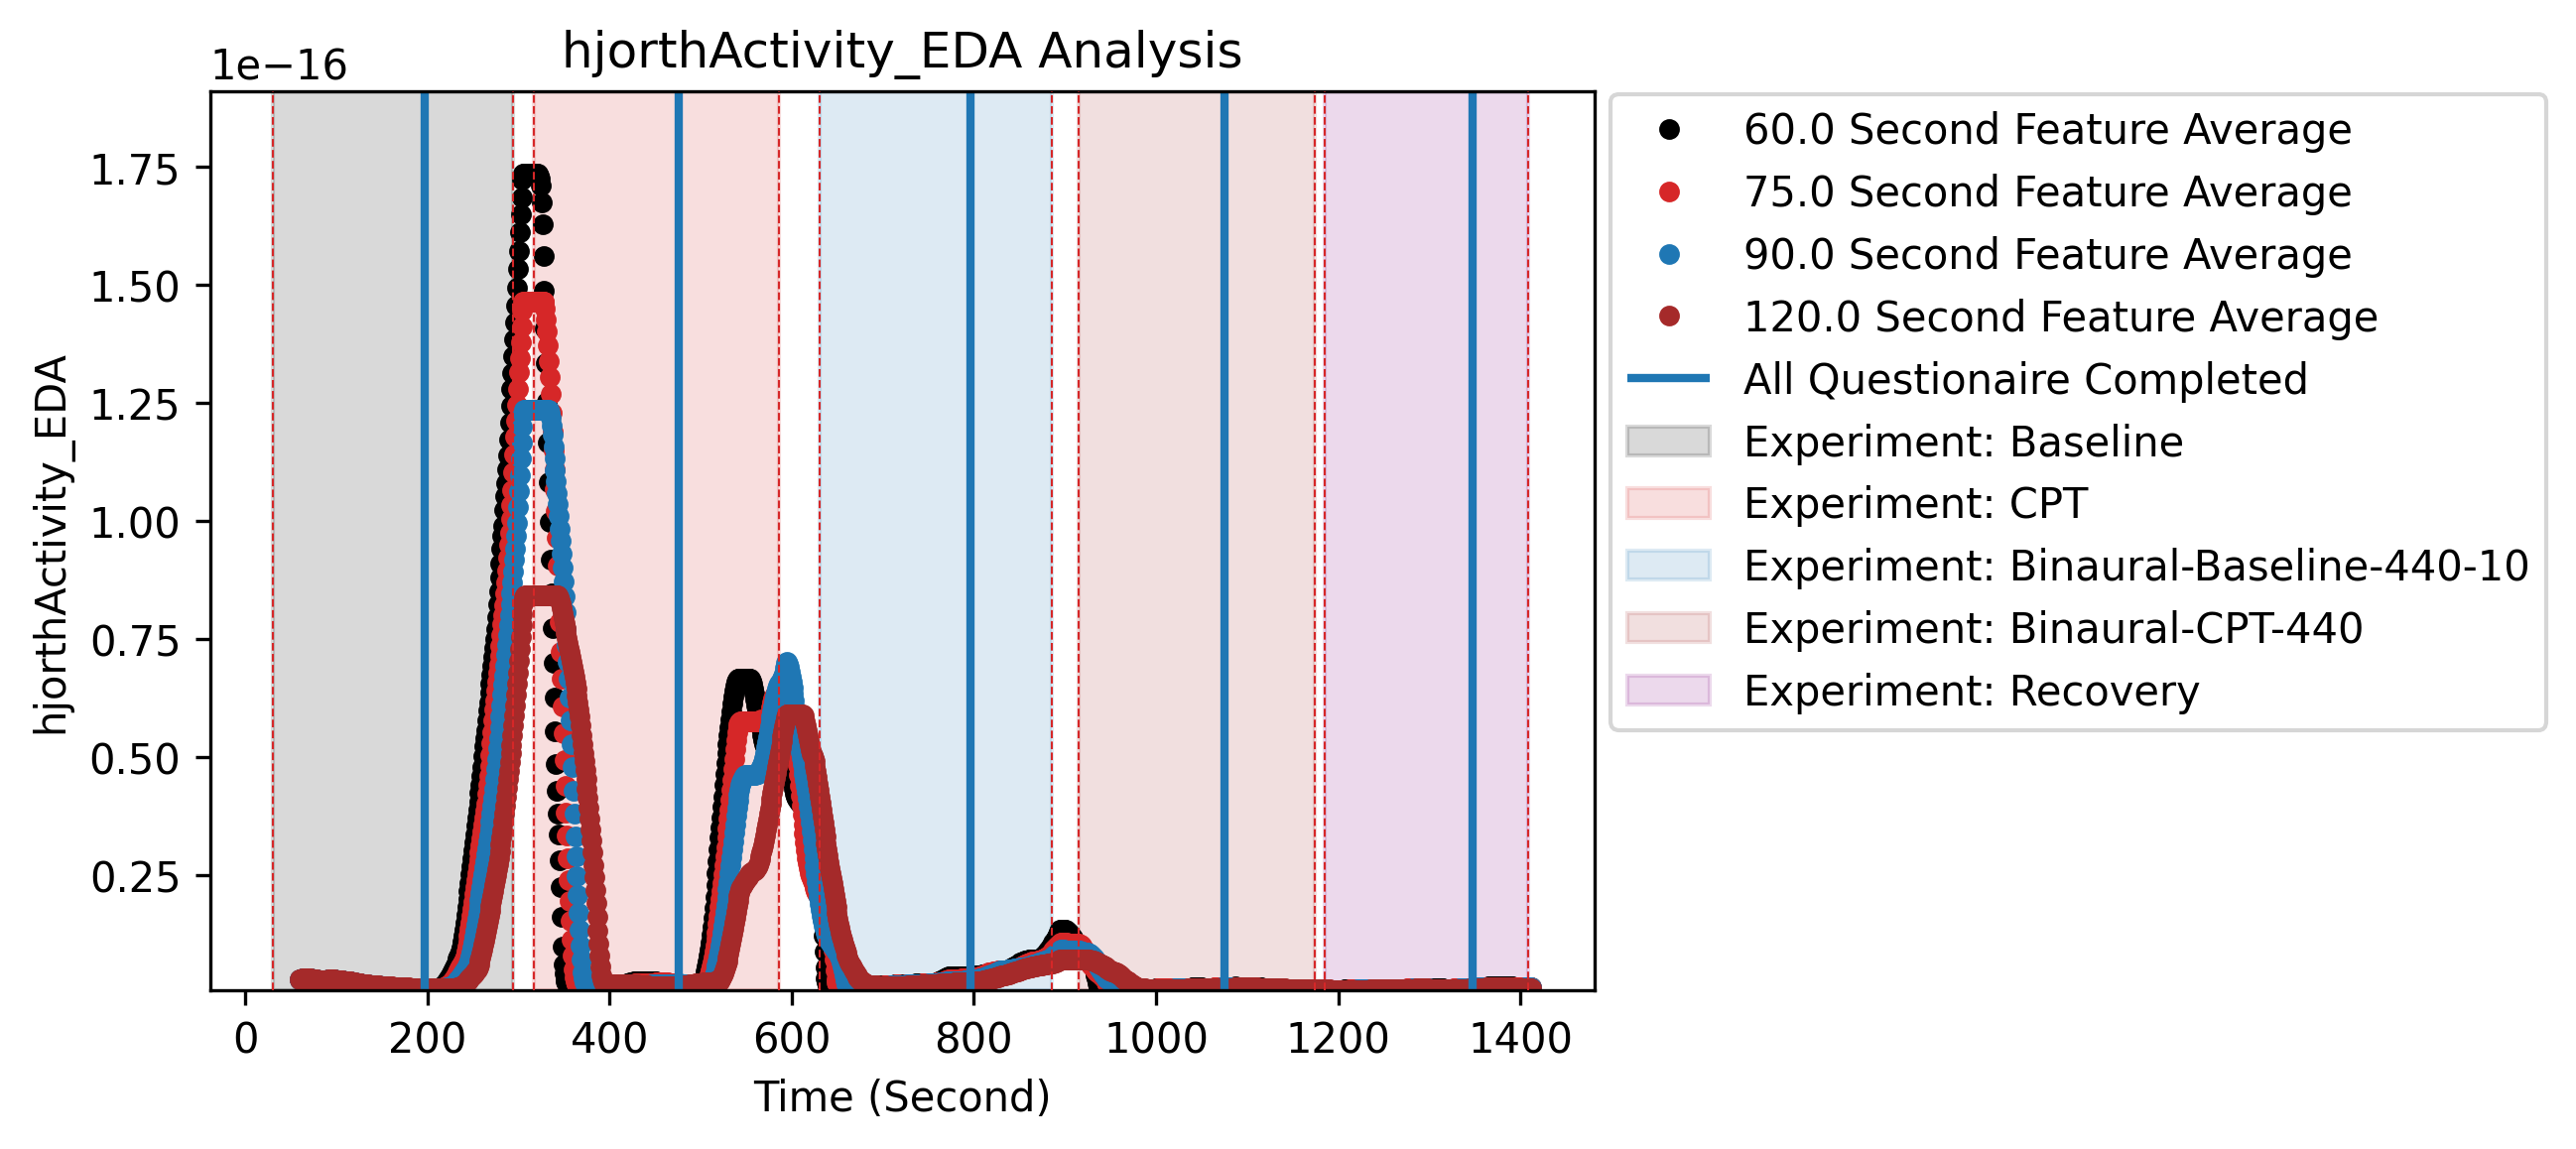 hjorthActivity_EDA Analysis
1e−16
1.75
1.50
1.25
1.00
0.75
0.50
0.25
hjorthActivity_EDA
0 200 400 600 800 1000 1200 1400
Time (Second)
60.0 Second Feature Average
75.0 Second Feature Average
90.0 Second Feature Average
120.0 Second Feature Average
All Questionaire Completed
Experiment: Baseline
Experiment: CPT
Experiment: Binaural-Baseline-440-10
Experiment: Binaural-CPT-440
Experiment: Recovery